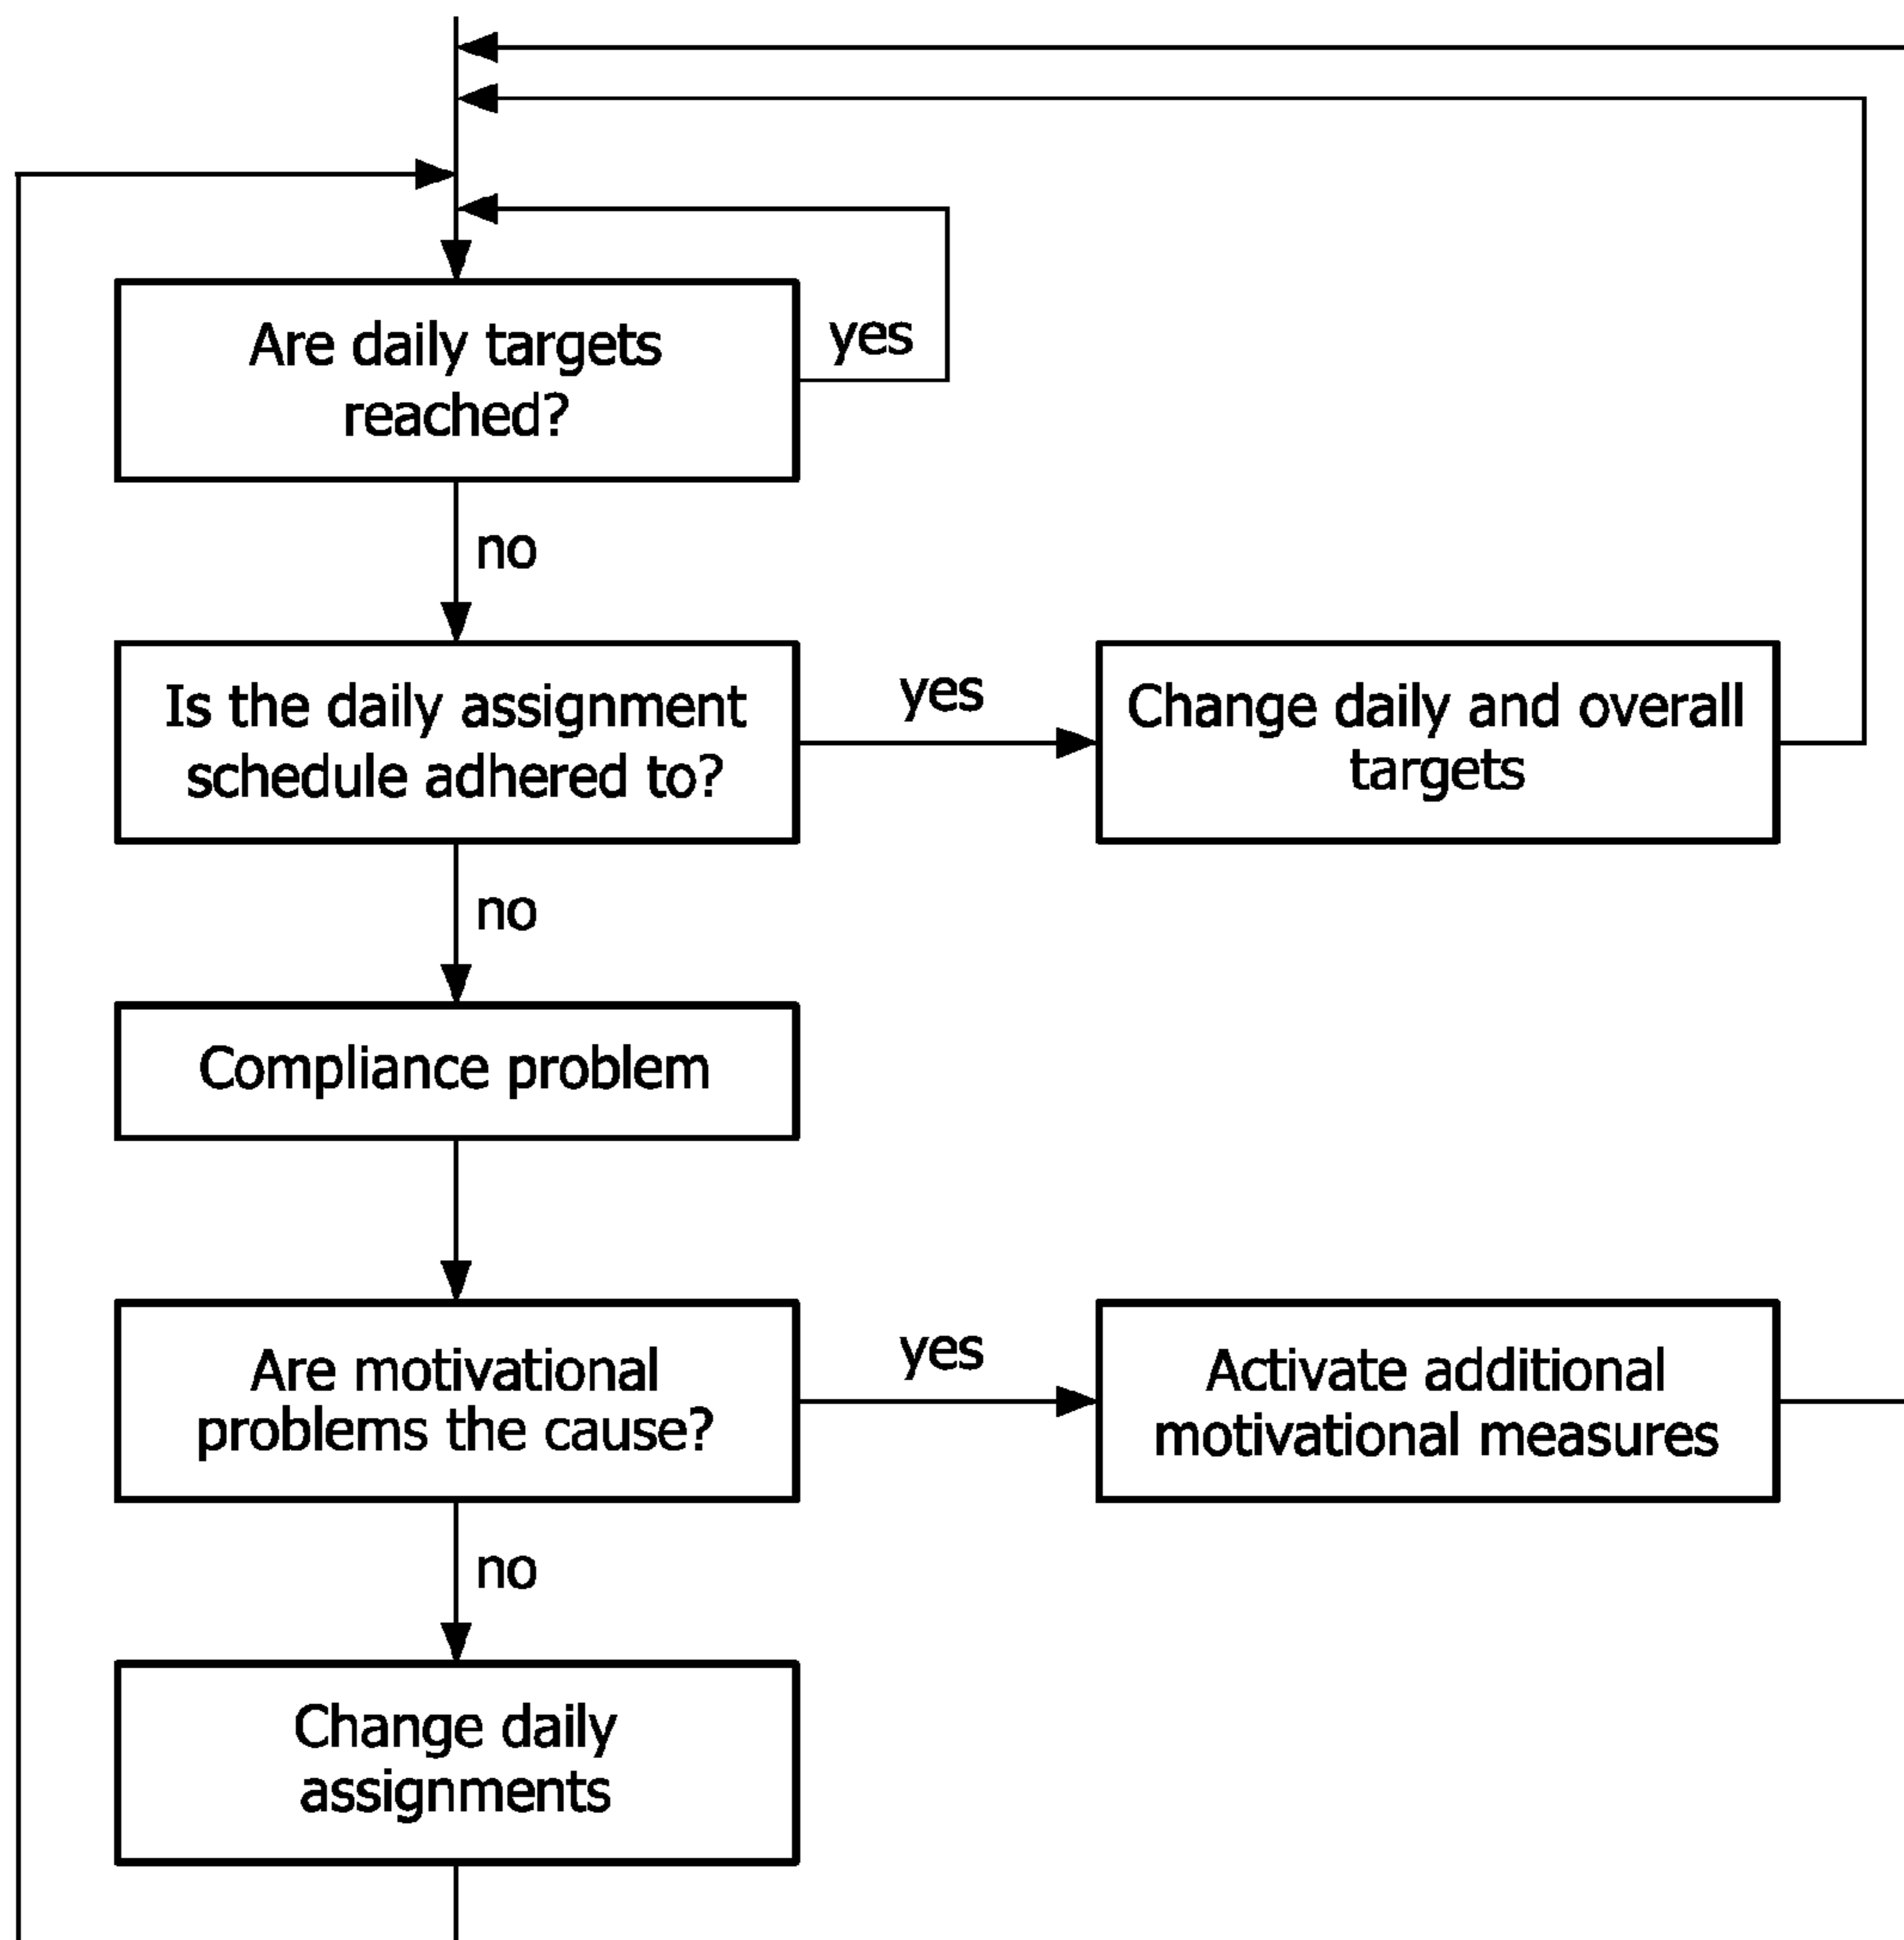 Are daily targets
reached?
yes
no
Is the daily assignment
schedule adhered to?
yes
Change daily and overall
targets
no
Compliance problem
Are motivational
problems the cause?
yes
Activate additional
motivational measures
no
Change daily
assignments